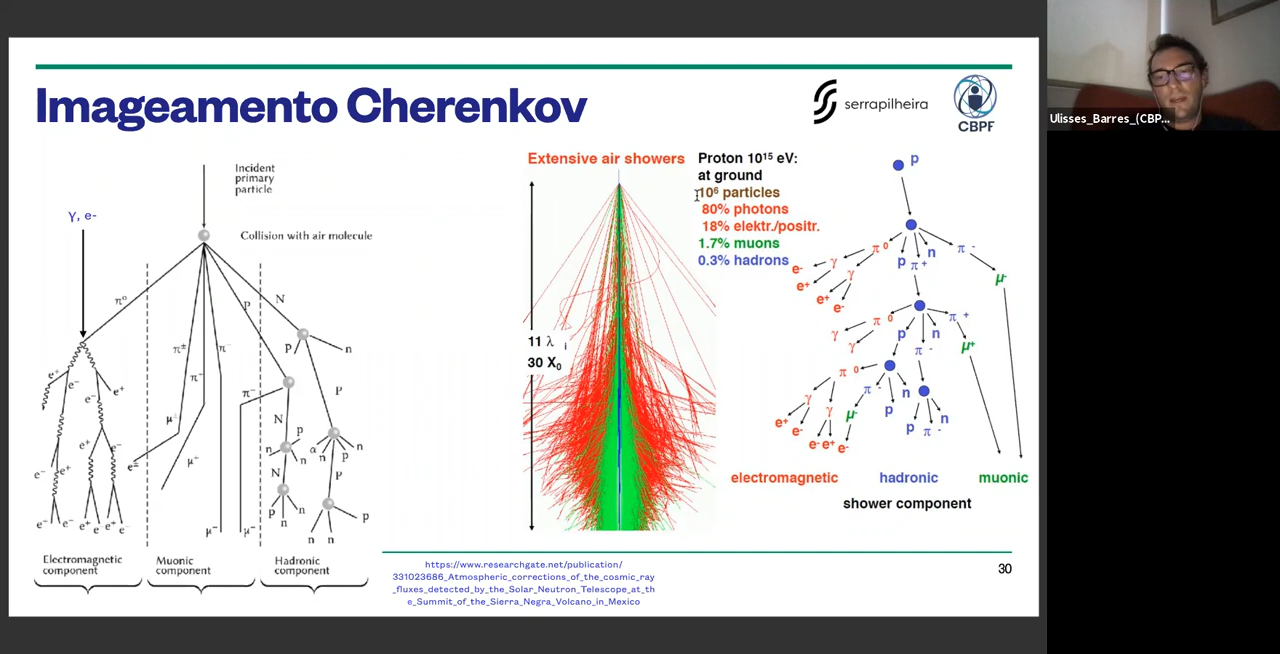 Imageamento Cherenkov
serrapilheira
CBPF
Ulisses_Barres_(CBP...
Incident
primary
particle
γ, e-
Collision with air molecule
π⁰
P
N
π±
π⁻
P
n
e⁺
e⁻
e⁺
e⁻
π⁺
π⁻
P
μ±
N
p
n
n
α
p
n
e⁺
e⁻
μ⁺
e±
e⁻
e⁺
N
P
p
n
n
p
e⁻
e⁻
e⁺
e
e⁺
e⁻
μ⁻
μ⁻
n
n
Electromagnetic
component
Muonic
component
Hadronic
component
Extensive air showers
11 λ
30 X₀
Proton 10¹⁵ eV:
at ground
10⁶ particles
80% photons
18% elektr./positr.
1.7% muons
0.3% hadrons
p
π⁰
p
π⁺
n
π⁻
e⁻
γ
γ
e⁺
e⁺
e⁻
μ⁻
π⁰
p
n
π⁺
γ
γ
π⁻
μ⁺
π⁰
π⁻
n
γ
γ
μ⁻
p
p
π⁻
n
e⁺
e⁻
e⁻
e⁺
e⁻
electromagnetic
hadronic
muonic
shower component
https://www.researchgate.net/publication/
331023686_Atmospheric_corrections_of_the_cosmic_ray
_fluxes_detected_by_the_Solar_Neutron_Telescope_at_th
e_Summit_of_the_Sierra_Negra_Volcano_in_Mexico
30